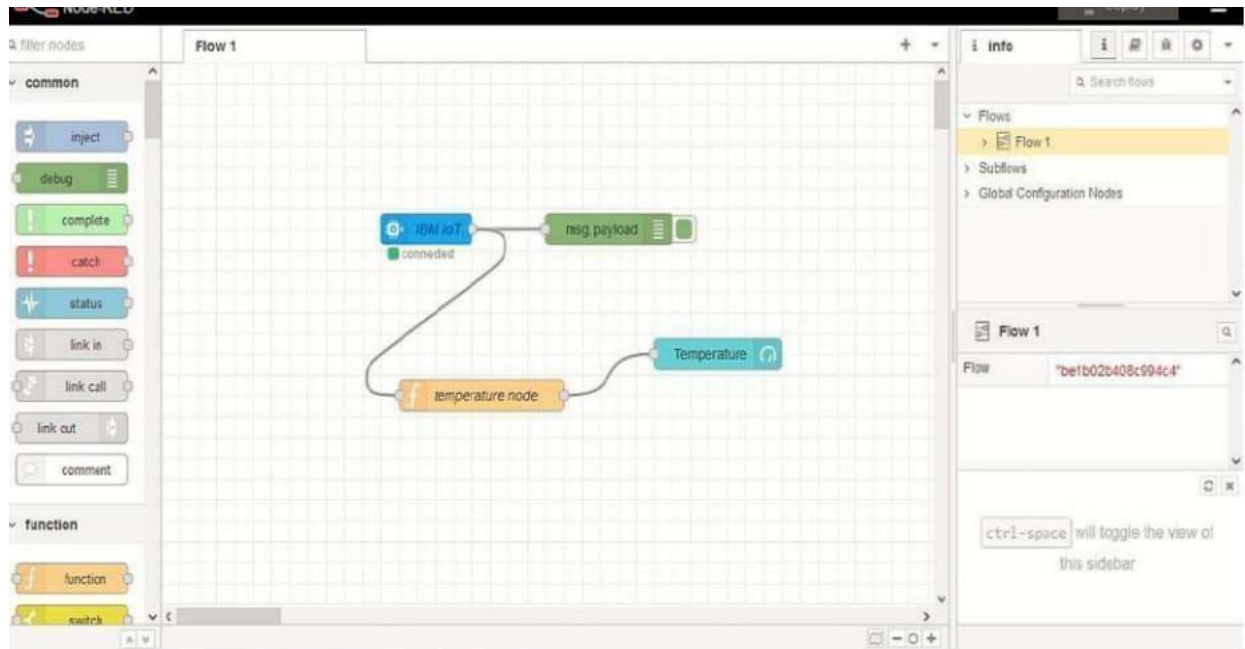 Node-RED
filter nodes
common
inject
debug
complete
catch
status
link in
link call
link out
comment
function
function
switch
Flow 1
IBM IoT
connected
msg.payload
temperature node
Temperature
info
Search flows
Flows
Flow 1
Subflows
Global Configuration Nodes
Flow 1
Flow "be1b02b408c994c4"
ctrl-space will toggle the view of
this sidebar